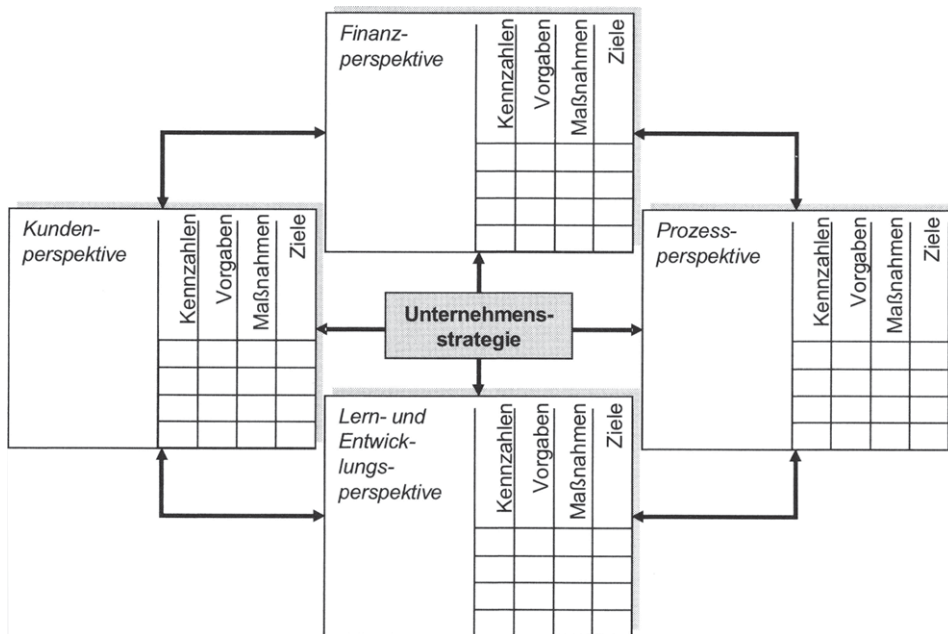 Finanz-
perspektive
Kennzahlen
Vorgaben
Maßnahmen
Ziele
Kunden-
perspektive
Kennzahlen
Vorgaben
Maßnahmen
Ziele
Unternehmens-
strategie
Prozess-
perspektive
Kennzahlen
Vorgaben
Maßnahmen
Ziele
Lern- und
Entwick-
lungs-
perspektive
Kennzahlen
Vorgaben
Maßnahmen
Ziele